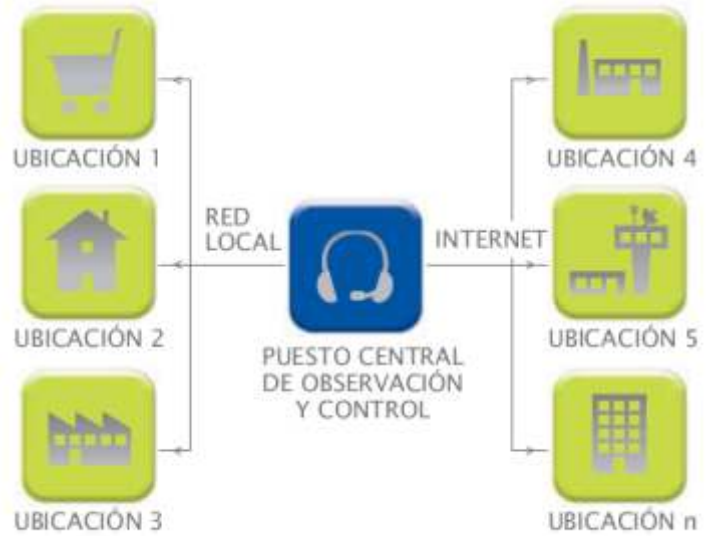 UBICACIÓN 1
UBICACIÓN 2
UBICACIÓN 3
RED
LOCAL
PUESTO CENTRAL
DE OBSERVACIÓN
Y CONTROL
INTERNET
UBICACIÓN 4
UBICACIÓN 5
UBICACIÓN n